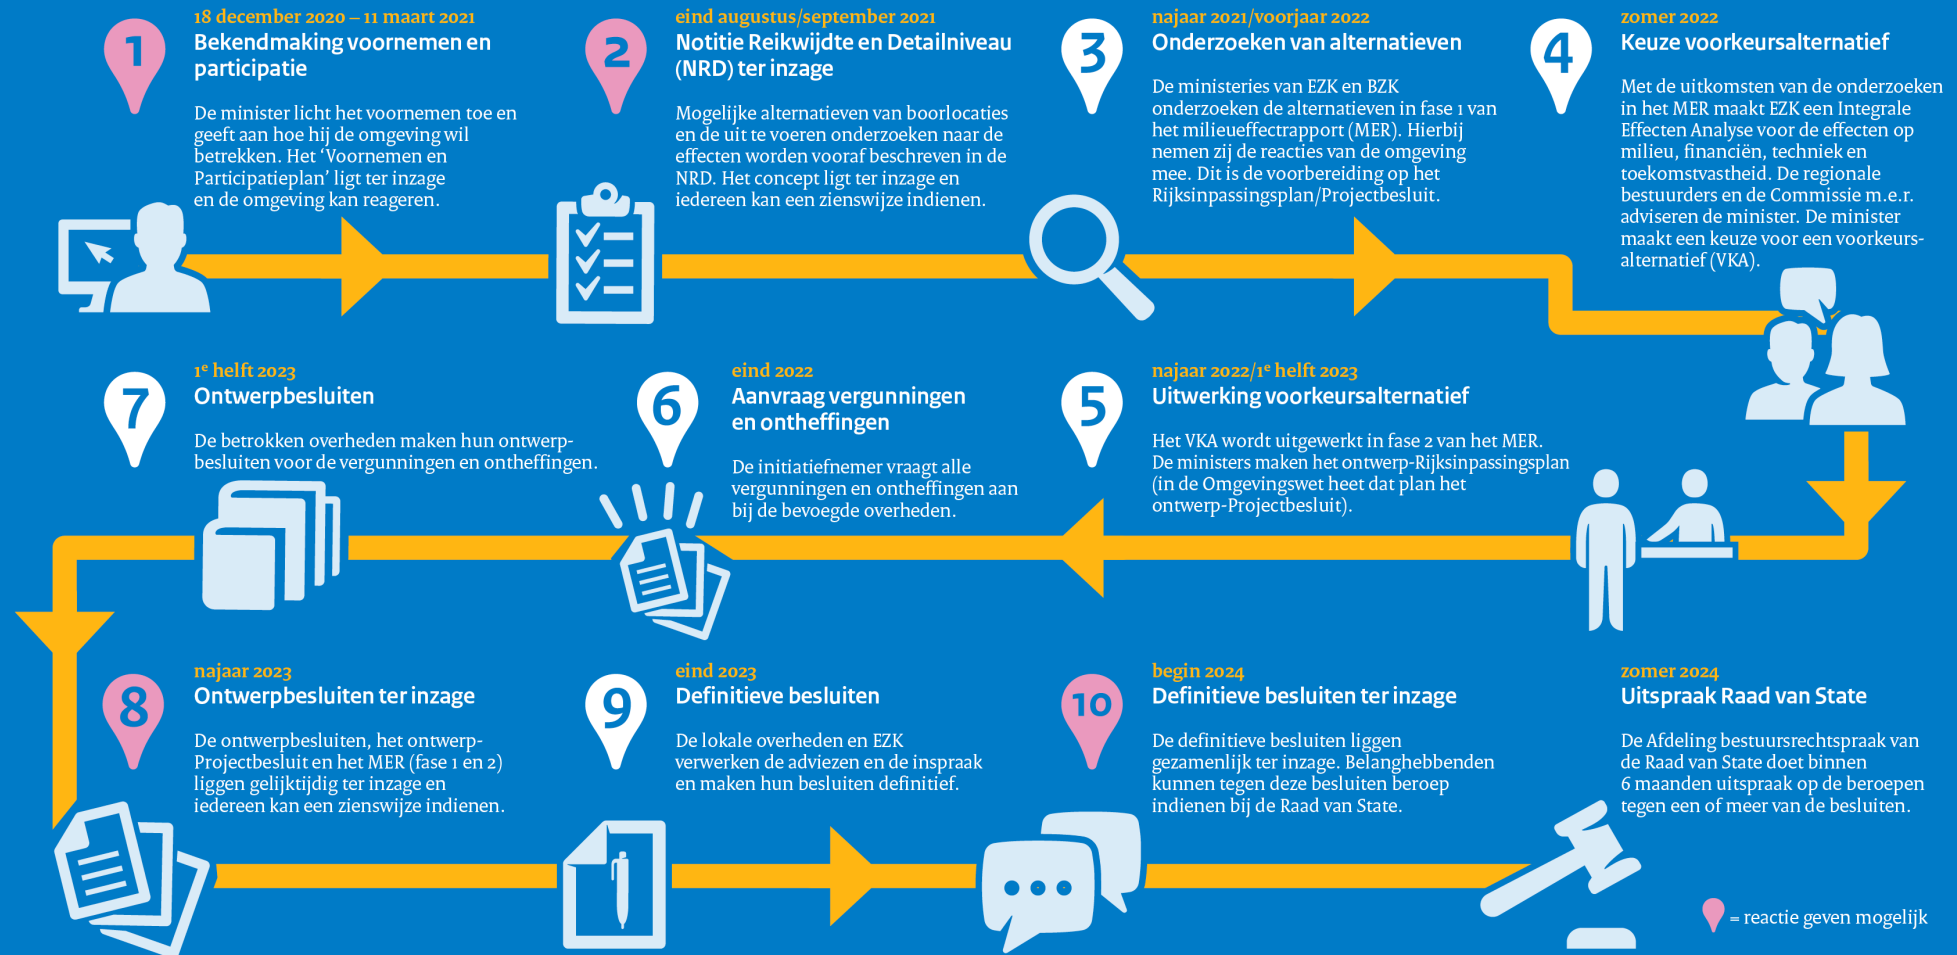 1
18 december 2020 – 11 maart 2021
Bekendmaking voornemen en
participatie
De minister licht het voornemen toe en
geeft aan hoe hij de omgeving wil
betrekken. Het ‘Voornemen en
Participatieplan’ ligt ter inzage
en de omgeving kan reageren.
2
eind augustus/september 2021
Notitie Reikwijdte en Detailniveau
(NRD) ter inzage
Mogelijke alternatieven van boorlocaties
en de uit te voeren onderzoeken naar de
effecten worden vooraf beschreven in de
NRD. Het concept ligt ter inzage en
iedereen kan een zienswijze indienen.
3
najaar 2021/voorjaar 2022
Onderzoeken van alternatieven
De ministeries van EZK en BZK
onderzoeken de alternatieven in fase 1 van
het milieueffectrapport (MER). Hierbij
nemen zij de reacties van de omgeving
mee. Dit is de voorbereiding op het
Rijksinpassingsplan/Projectbesluit.
4
zomer 2022
Keuze voorkeursalternatief
Met de uitkomsten van de onderzoeken
in het MER maakt EZK een Integrale
Effecten Analyse voor de effecten op
milieu, financiën, techniek en
toekomstvastheid. De regionale
bestuurders en de Commissie m.e.r.
adviseren de minister. De minister
maakt een keuze voor een voorkeurs-
alternatief (VKA).
5
najaar 2022/1e helft 2023
Uitwerking voorkeursalternatief
Het VKA wordt uitgewerkt in fase 2 van het MER.
De ministers maken het ontwerp-Rijksinpassingsplan
(in de Omgevingswet heet dat plan het
ontwerp-Projectbesluit).
6
eind 2022
Aanvraag vergunningen
en ontheffingen
De initiatiefnemer vraagt alle
vergunningen en ontheffingen aan
bij de bevoegde overheden.
7
1e helft 2023
Ontwerpbesluiten
De betrokken overheden maken hun ontwerp-
besluiten voor de vergunningen en ontheffingen.
8
najaar 2023
Ontwerpbesluiten ter inzage
De ontwerpbesluiten, het ontwerp-
Projectbesluit en het MER (fase 1 en 2)
liggen gelijktijdig ter inzage en
iedereen kan een zienswijze indienen.
9
eind 2023
Definitieve besluiten
De lokale overheden en EZK
verwerken de adviezen en de inspraak
en maken hun besluiten definitief.
10
begin 2024
Definitieve besluiten ter inzage
De definitieve besluiten liggen
gezamenlijk ter inzage. Belanghebbenden
kunnen tegen deze besluiten beroep
indienen bij de Raad van State.
zomer 2024
Uitspraak Raad van State
De Afdeling bestuursrechtspraak van
de Raad van State doet binnen
6 maanden uitspraak op de beroepen
tegen een of meer van de besluiten.
= reactie geven mogelijk